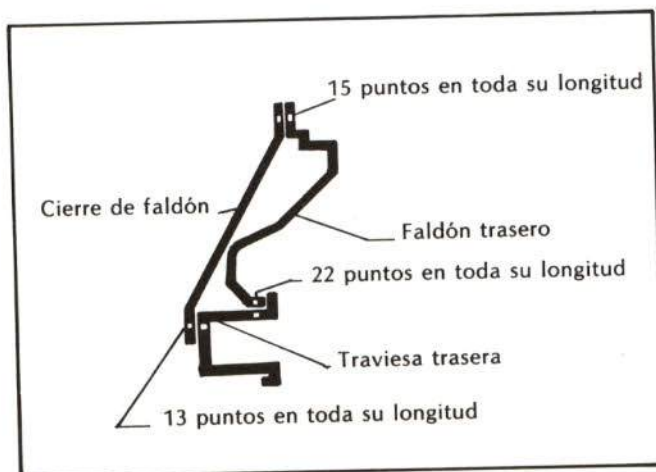 15 puntos en toda su longitud
Cierre de faldón
Faldón trasero
22 puntos en toda su longitud
Traviesa trasera
13 puntos en toda su longitud